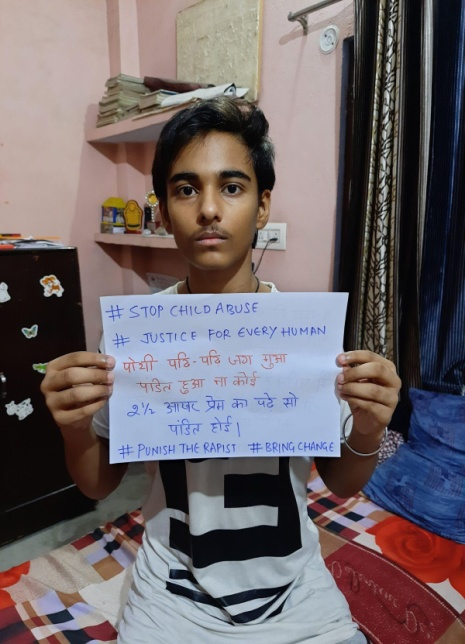 # STOP CHILD ABUSE
# JUSTICE FOR EVERY HUMAN
पोथी पढि-पढि जग मुआ
पंडित हुआ ना कोई
2½ आखर प्रेम का पढे सो
पंडित होई।
# PUNISH THE RAPIST # BRING CHANGE